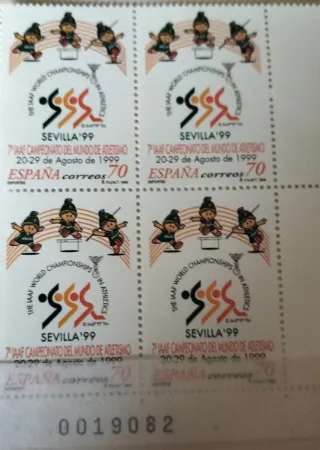 THE IAAF WORLD CHAMPIONSHIPS IN ATHLETICS
SEVILLA '99
7º IAAF CAMPEONATO DEL MUNDO DE ATLETISMO
20-29 de Agosto de 1999
ESPAÑA correos 70
DEPORTES
THE IAAF WORLD CHAMPIONSHIPS IN ATHLETICS
SEVILLA '99
7º IAAF CAMPEONATO DEL MUNDO DE ATLETISMO
20-29 de Agosto de 1999
ESPAÑA correos 70
DEPORTES
THE IAAF WORLD CHAMPIONSHIPS IN ATHLETICS
SEVILLA '99
7º IAAF CAMPEONATO DEL MUNDO DE ATLETISMO
20-29 de Agosto de 1999
ESPAÑA correos 70
THE IAAF WORLD CHAMPIONSHIPS IN ATHLETICS
SEVILLA '99
7º IAAF CAMPEONATO DEL MUNDO DE ATLETISMO
20-29 de Agosto de 1999
ESPAÑA correos 70
0019082